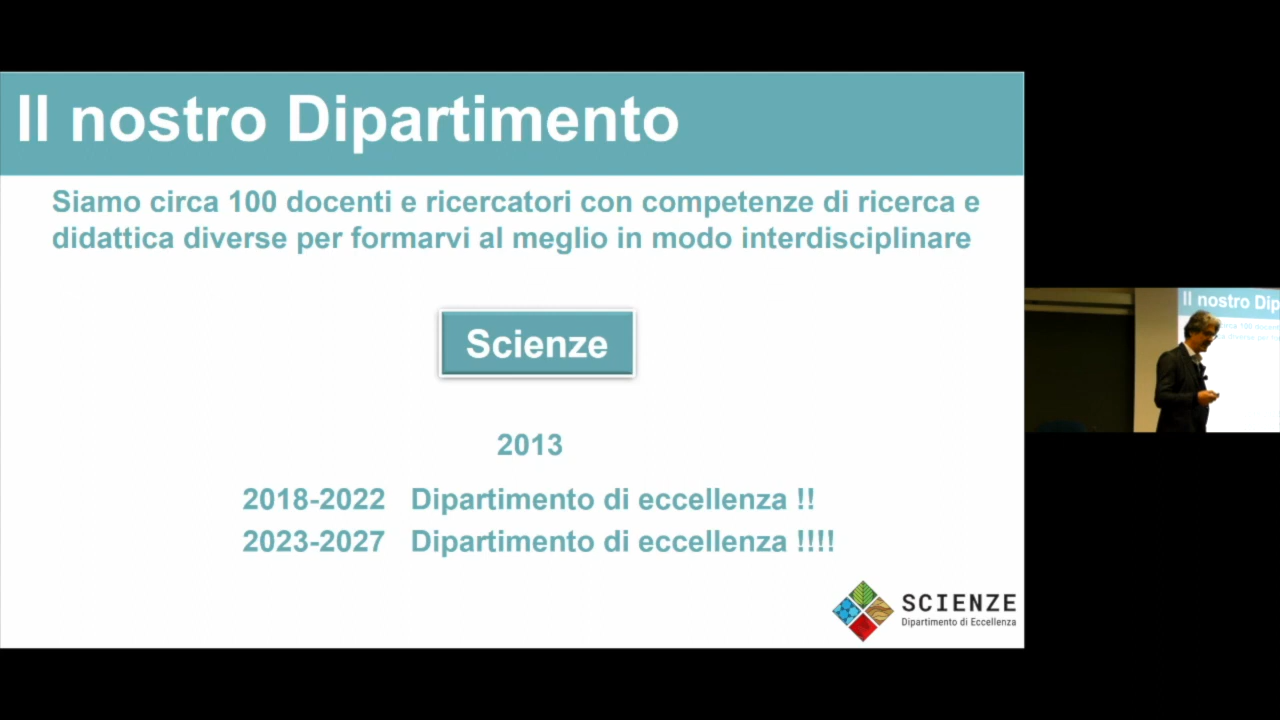 Il nostro Dipartimento
Siamo circa 100 docenti e ricercatori con competenze di ricerca e
didattica diverse per formarvi al meglio in modo interdisciplinare
Scienze
2013
2018-2022 Dipartimento di eccellenza !!
2023-2027 Dipartimento di eccellenza !!!!
SCIENZE
Dipartimento di Eccellenza
Il nostro Dip